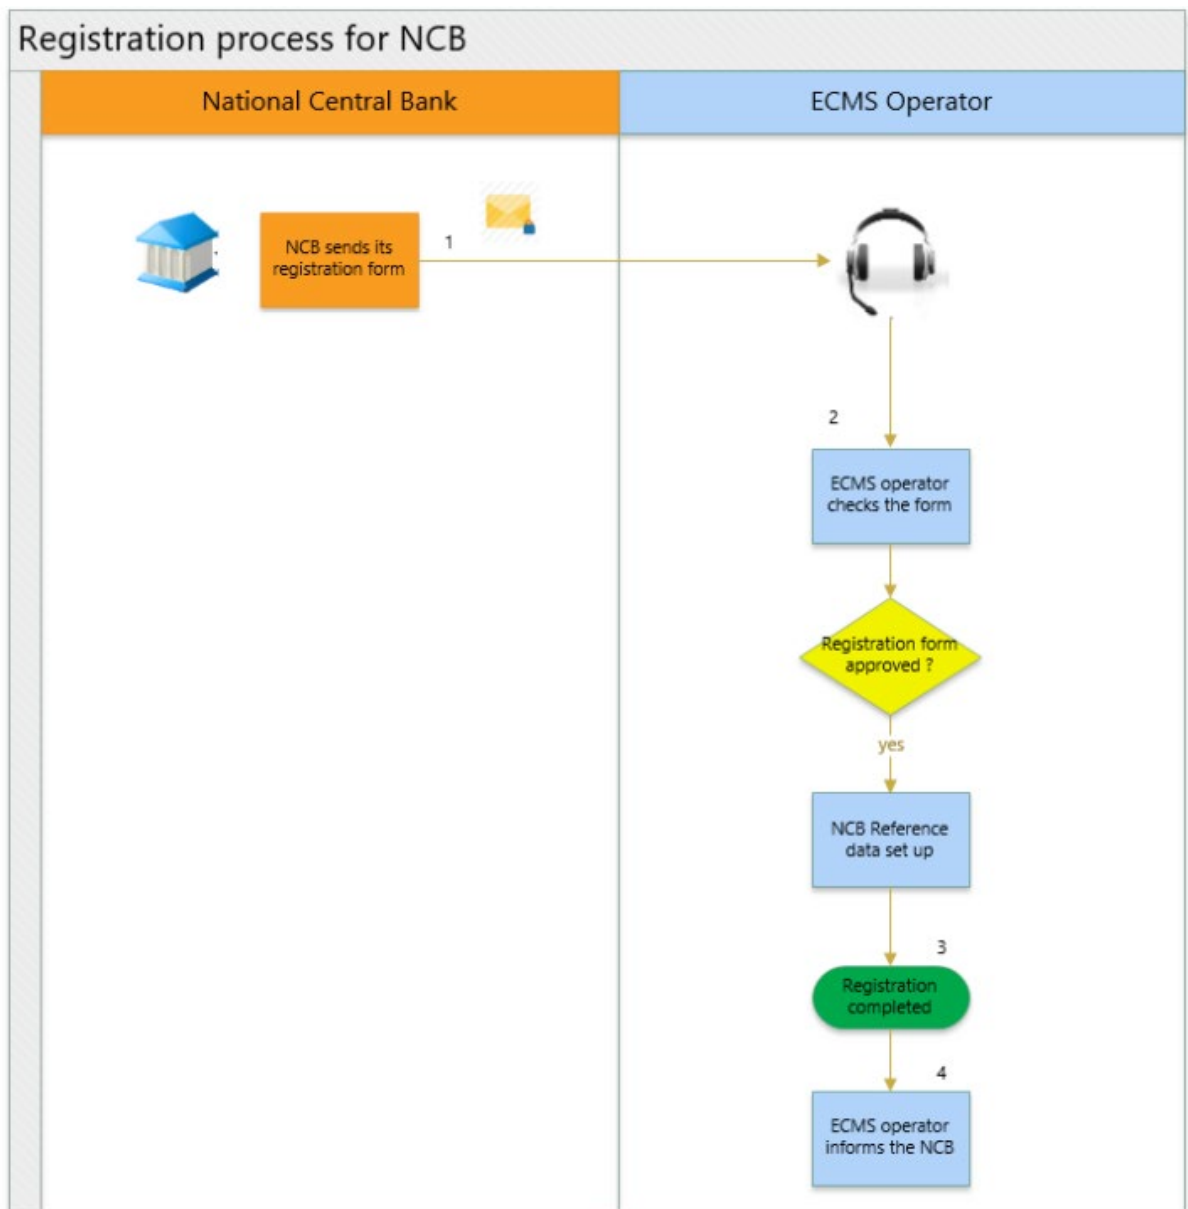 Registration process for NCB
National Central Bank
ECMS Operator
NCB sends its
registration form
1
2
ECMS operator
checks the form
Registration form
approved ?
yes
NCB Reference
data set up
3
Registration
completed
4
ECMS operator
informs the NCB